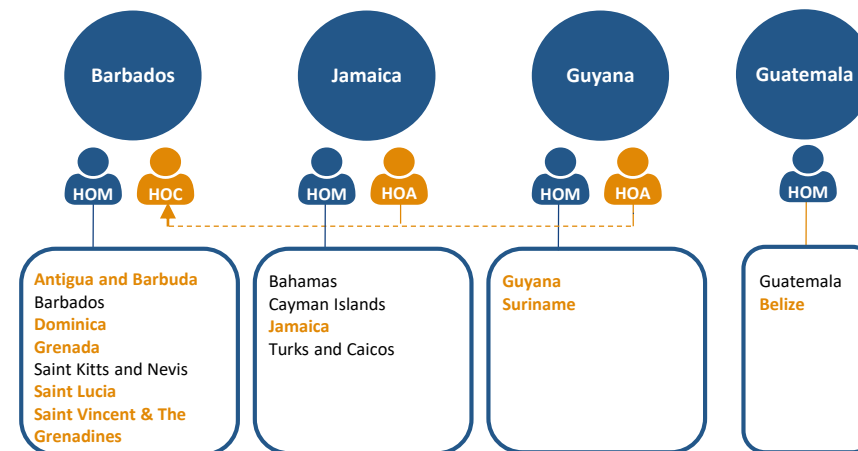 Barbados
Jamaica
Guyana
Guatemala
HOM
HOC
HOM
HOA
HOM
HOA
HOM
Antigua and Barbuda
Barbados
Dominica
Grenada
Saint Kitts and Nevis
Saint Lucia
Saint Vincent & The
Grenadines
Bahamas
Cayman Islands
Jamaica
Turks and Caicos
Guyana
Suriname
Guatemala
Belize